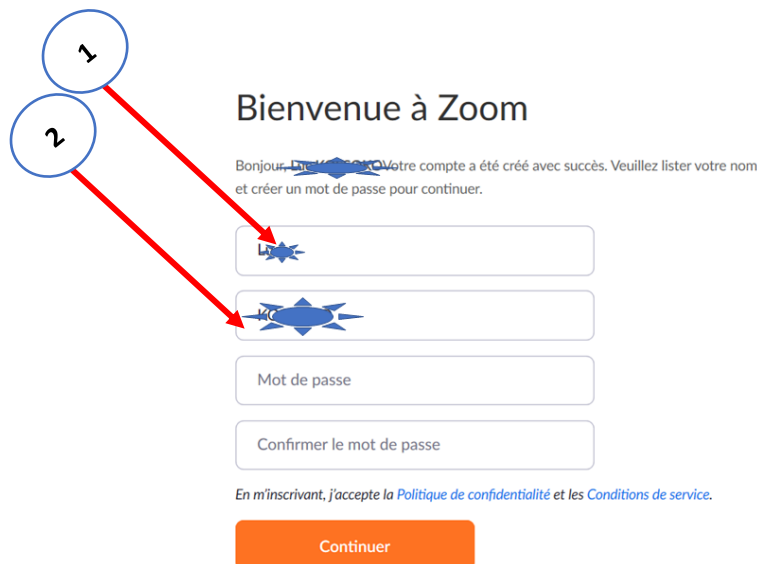 1
2
Bienvenue à Zoom
Bonjour, Votre compte a été créé avec succès. Veuillez lister votre nom
et créer un mot de passe pour continuer.
Mot de passe
Confirmer le mot de passe
En m'inscrivant, j'accepte la Politique de confidentialité et les Conditions de service.
Continuer